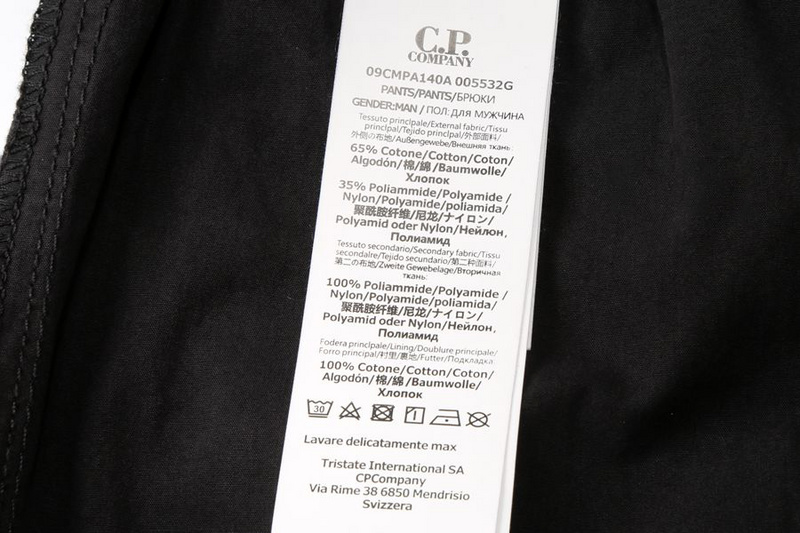 C.P.
COMPANY
09CMPA140A 005532G
PANTS/PANTS/БРЮКИ
GENDER:MAN / ПОЛ: для МУЖЧИНА
Tessuto principale/External fabric/Tissu
principal/Tejido principal/外部面料/
外側の布地/Außengewebe/Внешняя ткань:
65% Cotone/Cotton/Coton/
Algodón/棉/綿/Baumwolle/
Хлопок
35% Poliammide/Polyamide /
Nylon/Polyamide/poliamida/
聚酰胺纤维/尼龙/ナイロン/
Polyamid oder Nylon/Нейлон,
Полиамид
Tessuto secondario/Secondary fabric/Tissu
secondalre/Tejido secundario/第二种面料/
第二の布地/Zweite Gewebelage/Вторичная
ткань:
100% Poliammide/Polyamide /
Nylon/Polyamide/poliamida/
聚酰胺纤维/尼龙/ナイロン/
Polyamid oder Nylon/Нейлон,
Полиамид
Fodera principale/Lining/Doublure principale/
Forro principal/衬里/裏地/Futter/Подкладка:
100% Cotone/Cotton/Coton/
Algodón/棉/綿/Baumwolle/
Хлопок
30
Lavare delicatamente max
Tristate International SA
CPCompany
Via Rime 38 6850 Mendrisio
Svizzera